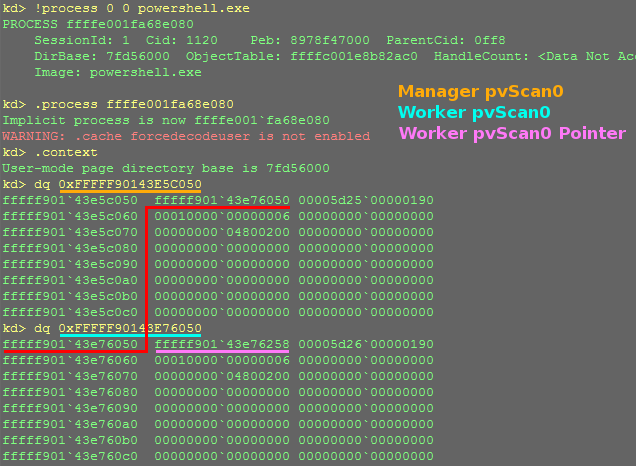 kd> !process 0 0 powershell.exe
PROCESS ffffe001fa68e080
    SessionId: 1  Cid: 1120    Peb: 8978f47000  ParentCid: 0ff8
    DirBase: 7fd56000  ObjectTable: ffffc001e8b82ac0  HandleCount: <Data Not Acc
    Image: powershell.exe
kd> .process ffffe001fa68e080
Implicit process is now ffffe001`fa68e080
WARNING: .cache forcedecodeuser is not enabled
kd> .context
User-mode page directory base is 7fd56000
Manager pvScan0
Worker pvScan0
Worker pvScan0 Pointer
kd> dq 0xFFFFF90143E5C050
fffff901`43e5c050  fffff901`43e76050 00005d25`00000190
fffff901`43e5c060  00010000`00000006 00000000`00000000
fffff901`43e5c070  00000000`04800200 00000000`00000000
fffff901`43e5c080  00000000`00000000 00000000`00000000
fffff901`43e5c090  00000000`00000000 00000000`00000000
fffff901`43e5c0a0  00000000`00000000 00000000`00000000
fffff901`43e5c0b0  00000000`00000000 00000000`00000000
fffff901`43e5c0c0  00000000`00000000 00000000`00000000
kd> dq 0xFFFFF90143E76050
fffff901`43e76050  fffff901`43e76258 00005d26`00000190
fffff901`43e76060  00010000`00000006 00000000`00000000
fffff901`43e76070  00000000`04800200 00000000`00000000
fffff901`43e76080  00000000`00000000 00000000`00000000
fffff901`43e76090  00000000`00000000 00000000`00000000
fffff901`43e760a0  00000000`00000000 00000000`00000000
fffff901`43e760b0  00000000`00000000 00000000`00000000
fffff901`43e760c0  00000000`00000000 00000000`00000000